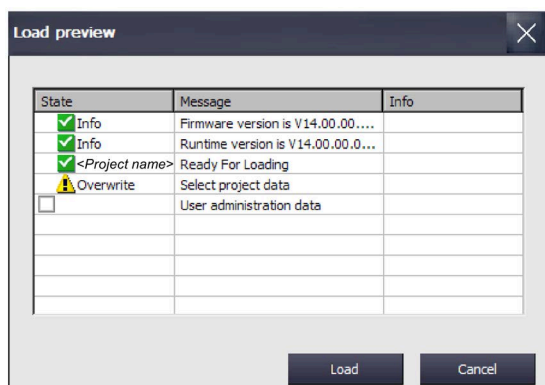 Load preview
State Message Info
Info Firmware version is V14.00.00....
Info Runtime version is V14.00.00.0...
<Project name> Ready For Loading
Overwrite Select project data
User administration data
Load Cancel